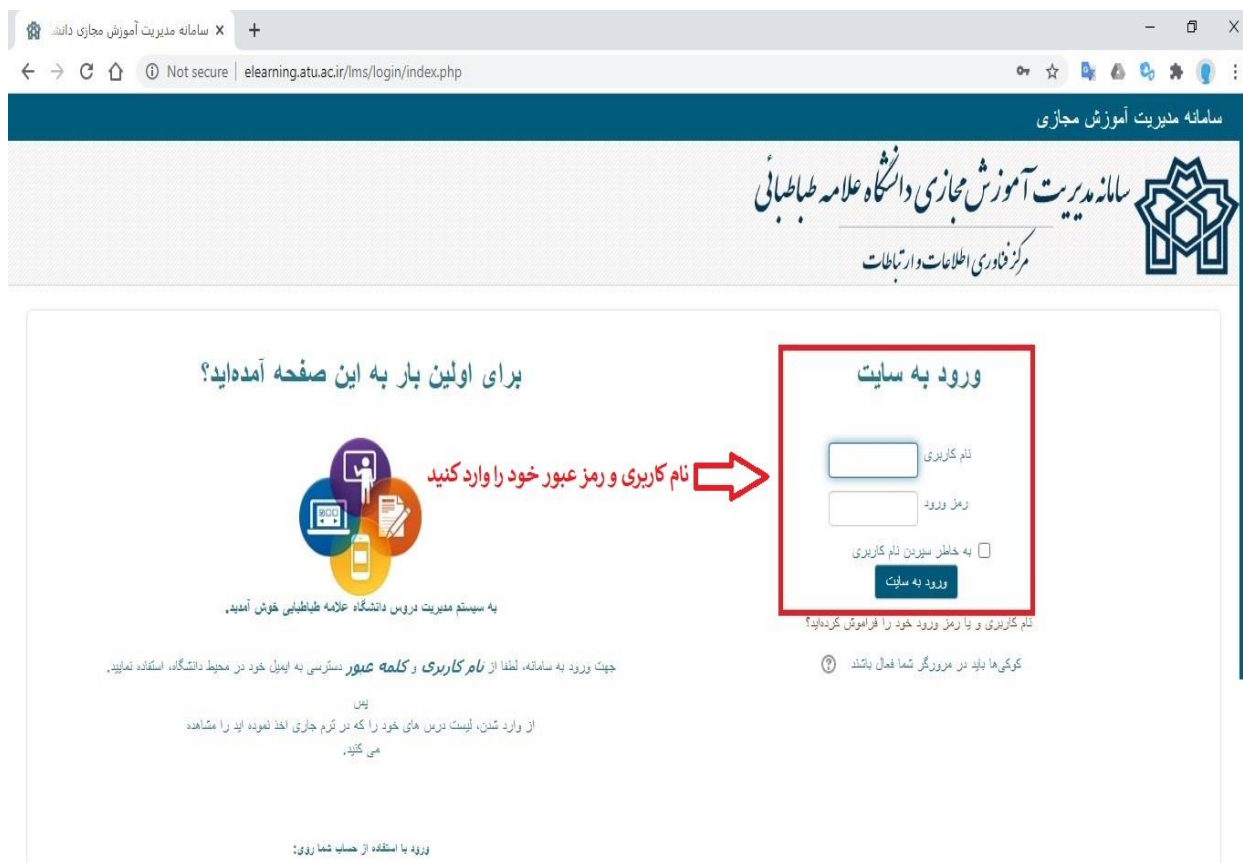 سامانه مدیریت آموزش مجازی دانشـ
Not secure | elearning.atu.ac.ir/lms/login/index.php
سامانه مدیریت آموزش مجازی
سامانه مدیریت آموزش مجازی دانشگاه علامه طباطبائی
مرکز فناوری اطلاعات و ارتباطات
ورود به سایت
نام کاربری
رمز ورود
به خاطر سپردن نام کاربری
ورود به سایت
نام کاربری و یا رمز ورود خود را فراموش کرده‌اید؟
کوکی‌ها باید در مرورگر شما فعال باشند
نام کاربری و رمز عبور خود را وارد کنید
برای اولین بار به این صفحه آمده‌اید؟
به سیستم مدیریت دروس دانشگاه علامه طباطبایی خوش آمدید.
جهت ورود به سامانه، لطفا از نام کاربری و کلمه عبور دسترسی به ایمیل خود در محیط دانشگاه، استفاده نمایید.
پس
از وارد شدن، لیست درس های خود را که در ترم جاری اخذ نموده اید را مشاهده
می کنید.
ورود با استفاده از حساب شما روی: